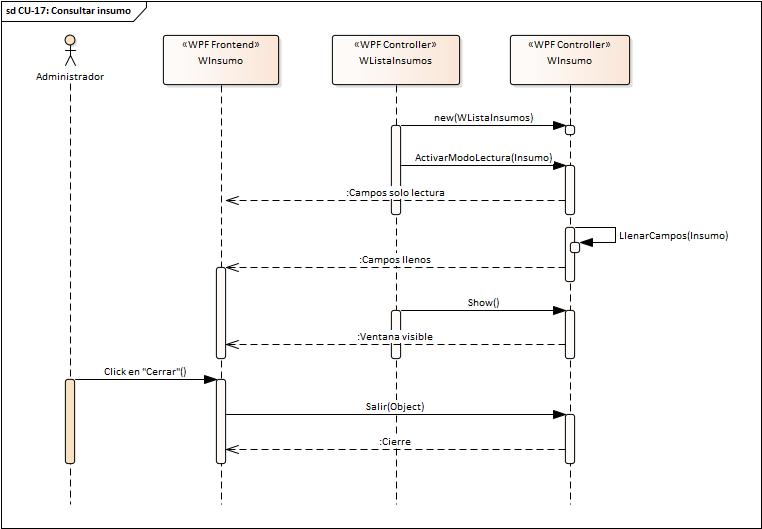 sd CU-17: Consultar insumo
Administrador
«WPF Frontend»
WInsumo
«WPF Controller»
WListaInsumos
«WPF Controller»
WInsumo
new(WListaInsumos)
ActivarModoLectura(Insumo)
:Campos solo lectura
LlenarCampos(Insumo)
:Campos llenos
Show()
:Ventana visible
Click en "Cerrar"()
Salir(Object)
:Cierre